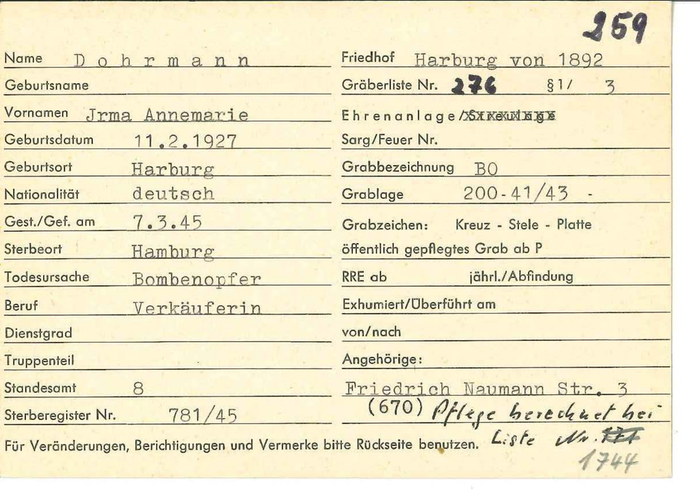 259
Name Dohrmann
Geburtsname
Vornamen Jrma Annemarie
Geburtsdatum 11.2.1927
Geburtsort Harburg
Nationalität deutsch
Gest./Gef. am 7.3.45
Sterbeort Hamburg
Todesursache Bombenopfer
Beruf Verkäuferin
Dienstgrad
Truppenteil
Standesamt 8
Sterberegister Nr. 781/45
Friedhof Harburg von 1892
Gräberliste Nr. 276 §1/ 3
Ehrenanlage/
Sarg/Feuer Nr.
Grabbezeichnung BO
Grablage 200-41/43 -
Grabzeichen: Kreuz - Stele - Platte
öffentlich gepflegtes Grab ab P
RRE ab jährl./Abfindung
Exhumiert/Überführt am
von/nach
Angehörige:
Friedrich Naumann Str. 3
(670) Pflege berechnet bei
Liste Nr.
1744
Für Veränderungen, Berichtigungen und Vermerke bitte Rückseite benutzen.